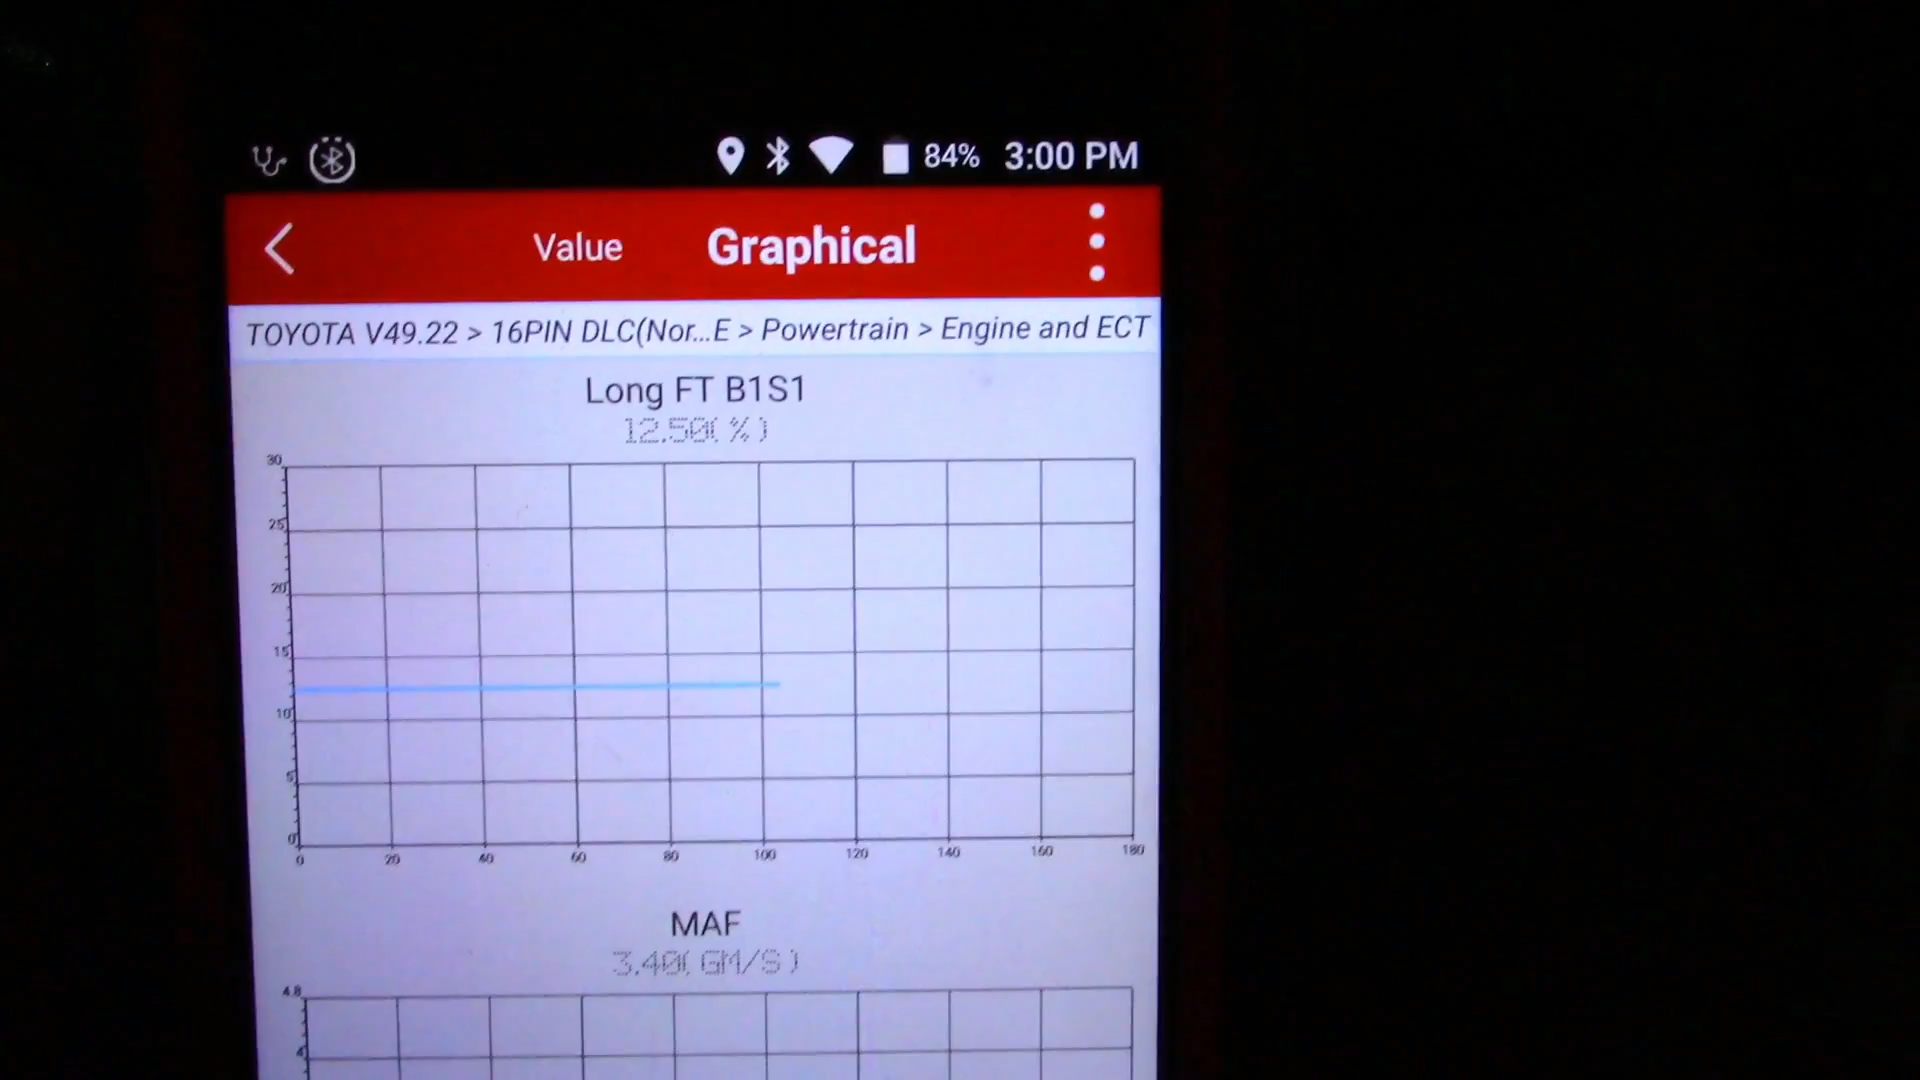 84% 3:00 PM
Value Graphical
TOYOTA V49.22 > 16PIN DLC(Nor...E > Powertrain > Engine and ECT
Long FT B1S1
12.50( % )
30
25
20
15
10
5
0
0 20 40 60 80 100 120 140 160 180
MAF
3.40( GM/S )
4.8
4